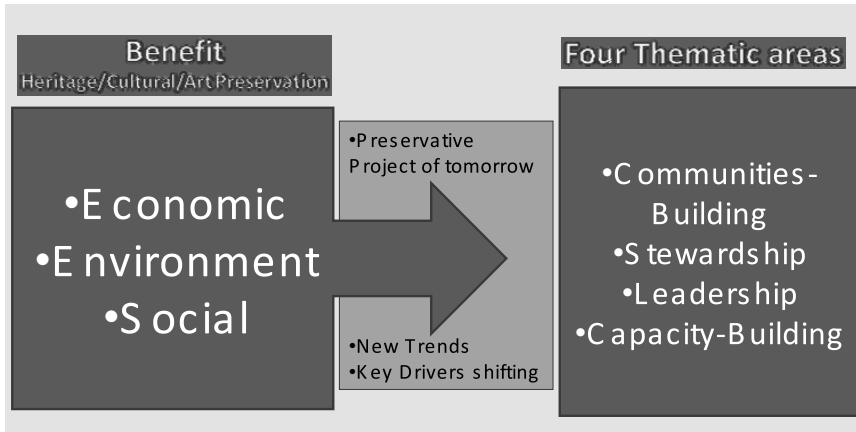 Benefit
Heritage/Cultural/Art Preservation
•Economic
•Environment
•Social
•Preservative
Project of tomorrow
•New Trends
•Key Drivers shifting
Four Thematic areas
•Communities-
Building
•Stewardship
•Leadership
•Capacity-Building